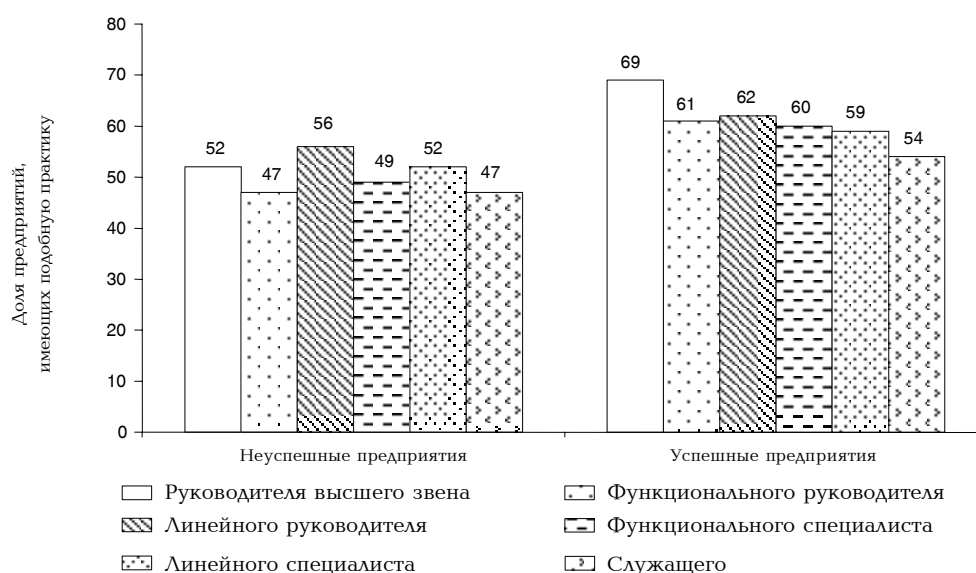 80
70
60
50
40
30
20
10
0
Доля предприятий,
имеющих подобную практику
52
47
56
49
52
47
69
61
62
60
59
54
Неуспешные предприятия
Успешные предприятия
Руководителя высшего звена
Функционального руководителя
Линейного руководителя
Функционального специалиста
Линейного специалиста
Служащего